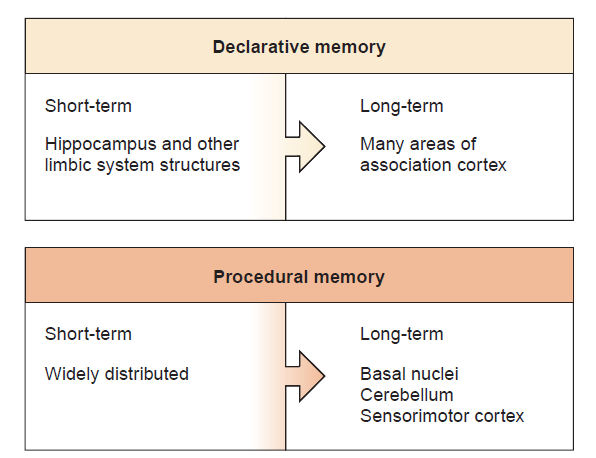 Declarative memory
Short-term
Hippocampus and other
limbic system structures
Long-term
Many areas of
association cortex
Procedural memory
Short-term
Widely distributed
Long-term
Basal nuclei
Cerebellum
Sensorimotor cortex